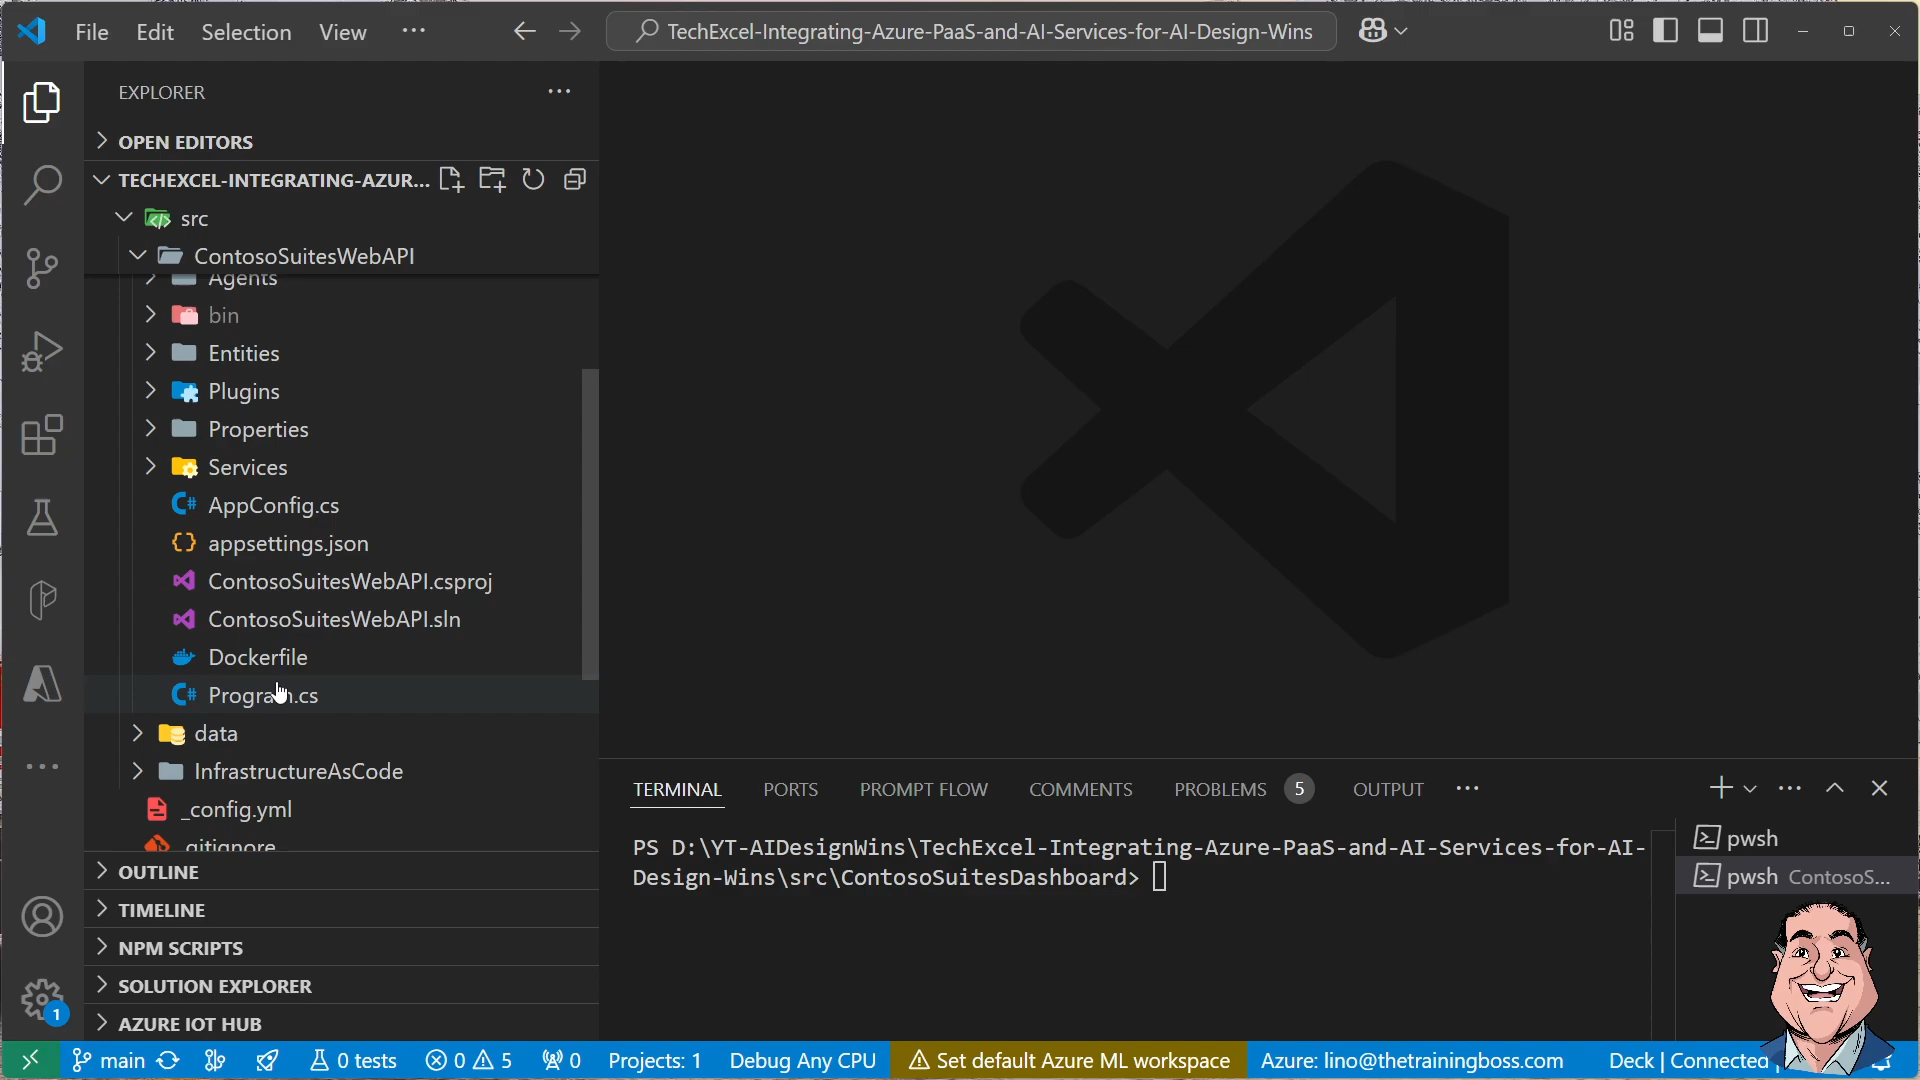 File Edit Selection View ...
TechExcel-Integrating-Azure-PaaS-and-AI-Services-for-AI-Design-Wins
EXPLORER
OPEN EDITORS
TECHEXCEL-INTEGRATING-AZUR...
src
ContosoSuitesWebAPI
Agents
bin
Entities
Plugins
Properties
Services
AppConfig.cs
appsettings.json
ContosoSuitesWebAPI.csproj
ContosoSuitesWebAPI.sln
Dockerfile
Program.cs
data
InfrastructureAsCode
_config.yml
.gitignore
OUTLINE
TIMELINE
NPM SCRIPTS
SOLUTION EXPLORER
AZURE IOT HUB
1
TERMINAL PORTS PROMPT FLOW COMMENTS PROBLEMS 5 OUTPUT ...
PS D:\YT-AIDesignWins\TechExcel-Integrating-Azure-PaaS-and-AI-Services-for-AI-
Design-Wins\src\ContosoSuitesDashboard>
pwsh
pwsh ContosoS...
main 0 tests 0 5 0 Projects: 1 Debug Any CPU Set default Azure ML workspace Azure: lino@thetrainingboss.com Deck | Connected